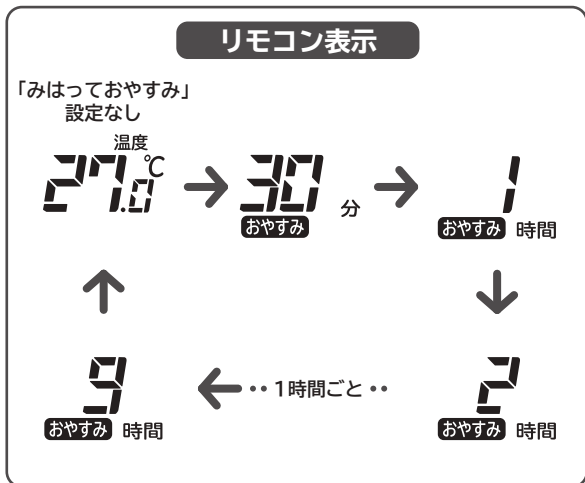 リモコン表示
「みはっておやすみ」
設定なし
温度
27.0℃
30
おやすみ 分
1
おやすみ 時間
2
おやすみ 時間
‥1時間ごと‥
9
おやすみ 時間